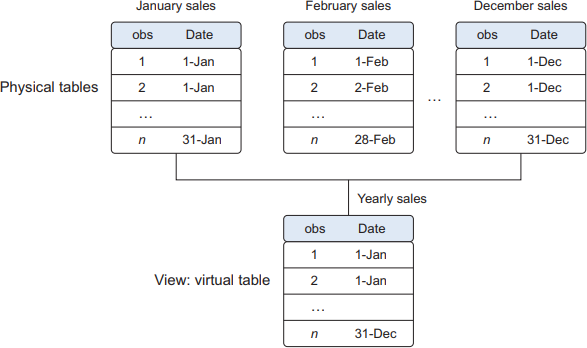 January sales
February sales
December sales
obs Date
obs Date
obs Date
1 1-Jan
1 1-Feb
1 1-Dec
Physical tables
2 1-Jan
2 2-Feb
2 1-Dec
...
...
...
...
n 31-Jan
n 28-Feb
n 31-Dec
Yearly sales
obs Date
1 1-Jan
View: virtual table
2 1-Jan
...
n 31-Dec